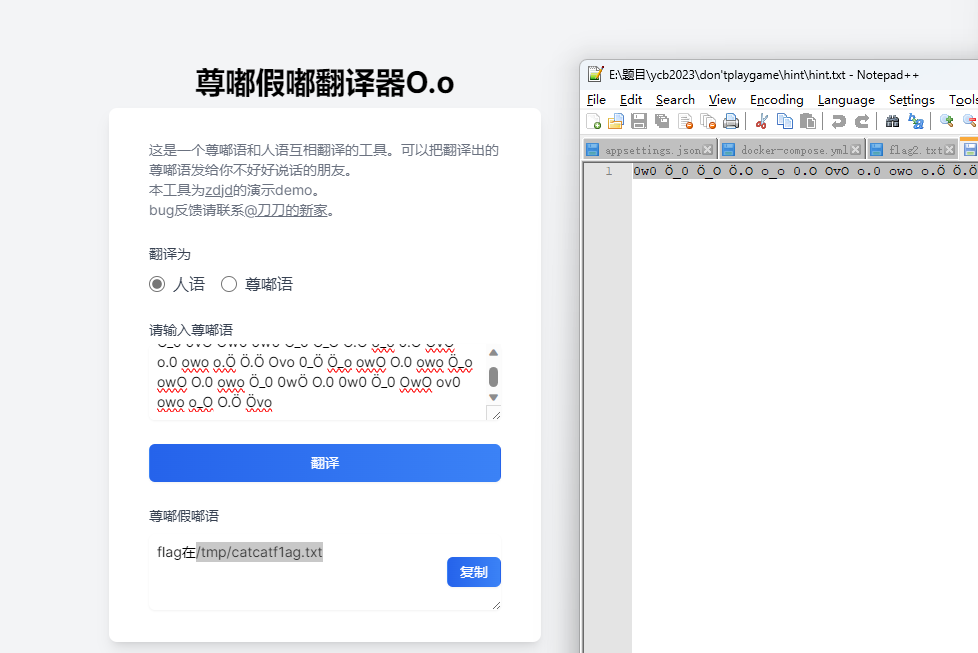 尊嘟假嘟翻译器O.o
这是一个尊嘟语和人语互相翻译的工具。可以把翻译出的
尊嘟语发给你不好好说话的朋友。
本工具为zdjd的演示demo。
bug反馈请联系@刀刀的新家。
翻译为
人语 尊嘟语
请输入尊嘟语
o.0 owo o.Ö Ö.Ö Ovo 0_Ö Ö_o owO O.0 owo Ö_o
owO O.0 owo Ö_0 0wÖ O.0 0w0 Ö_0 OwO ov0
owo o_O O.Ö Övo
翻译
尊嘟假嘟语
flag在/tmp/catcatf1ag.txt
复制
E:\题目\ycb2023\don'tplaygame\hint\hint.txt - Notepad++
File Edit Search View Encoding Language Settings Tools
appsettings.json docker-compose.yml flag2.txt
1 0w0 Ö_0 Ö_O Ö.O o_o 0.O OvO o.0 owo o.Ö Ö.Ö